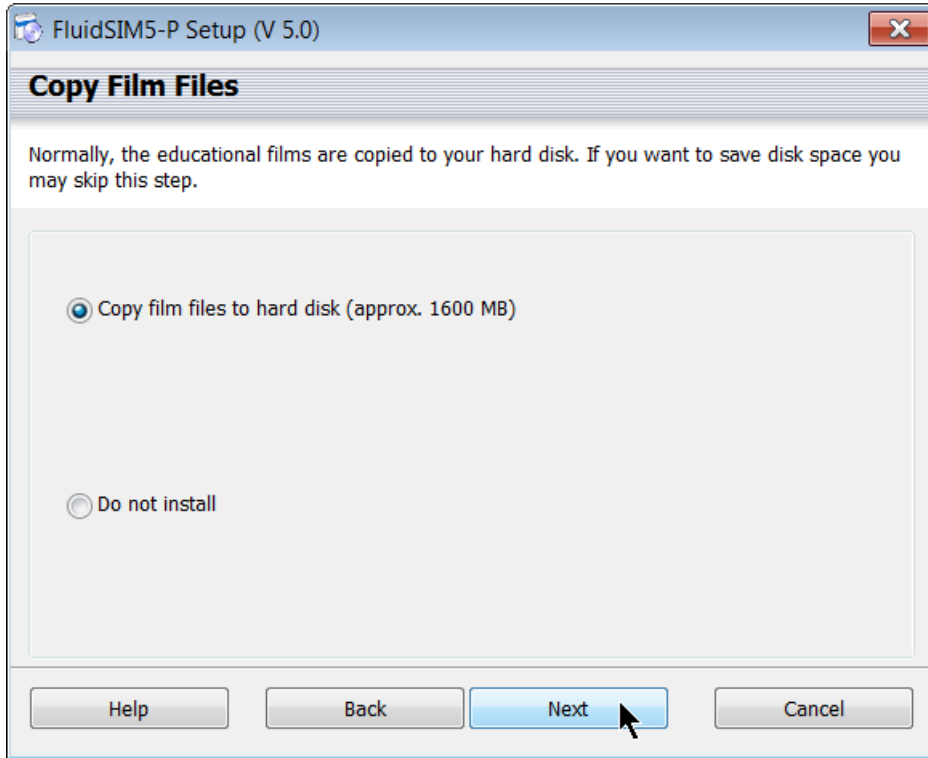 FluidSIM5-P Setup (V 5.0)
Copy Film Files
Normally, the educational films are copied to your hard disk. If you want to save disk space you
may skip this step.
Copy film files to hard disk (approx. 1600 MB)
Do not install
Help
Back
Next
Cancel